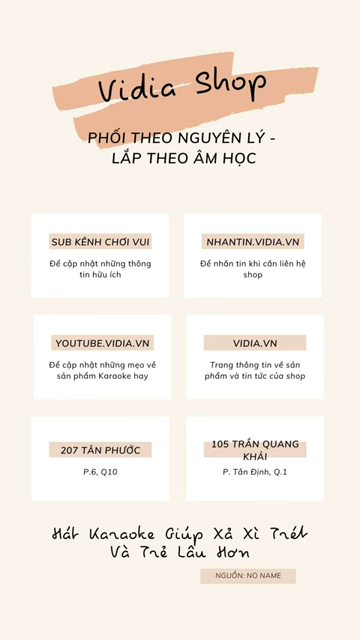 Vidia Shop
PHỐI THEO NGUYÊN LÝ -
LẮP THEO ÂM HỌC
SUB KÊNH CHƠI VUI
Để cập nhật những thông
tin hữu ích
NHANTIN.VIDIA.VN
Để nhắn tin khi cần liên hệ
shop
YOUTUBE.VIDIA.VN
Để cập nhật những mẹo về
sản phẩm Karaoke hay
VIDIA.VN
Trang thông tin về sản
phẩm và tin tức của shop
207 TÂN PHƯỚC
P.6, Q10
105 TRẦN QUANG
KHẢI
P. Tân Định, Q.1
Hát Karaoke Giúp Xả Xì Trét
Và Trẻ Lâu Hơn
NGUỒN: NO NAME